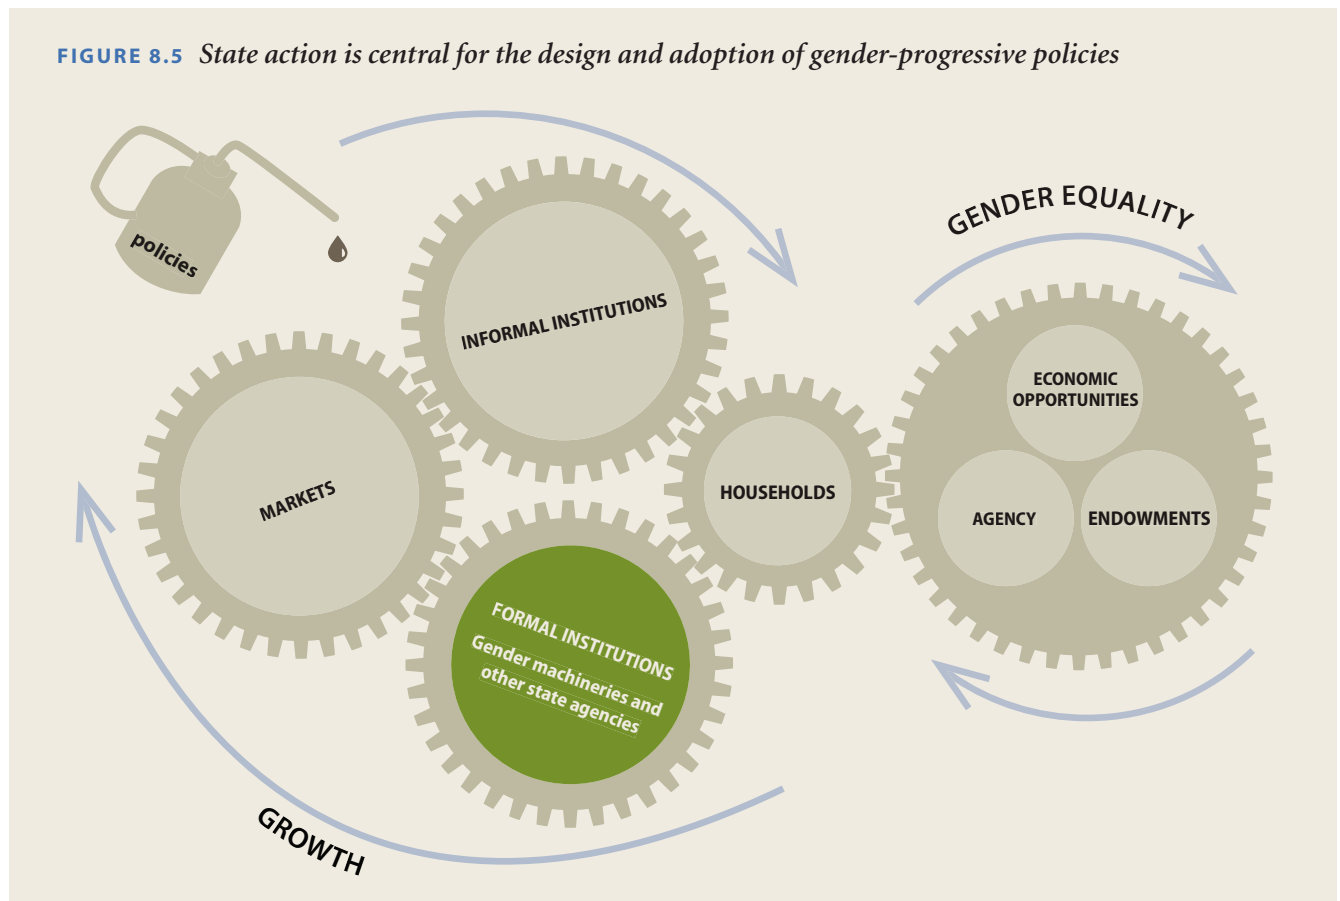 FIGURE 8.5 State action is central for the design and adoption of gender-progressive policies
policies
INFORMAL INSTITUTIONS
MARKETS
FORMAL INSTITUTIONS
Gender machineries and
other state agencies
HOUSEHOLDS
GENDER EQUALITY
ECONOMIC
OPPORTUNITIES
AGENCY
ENDOWMENTS
GROWTH